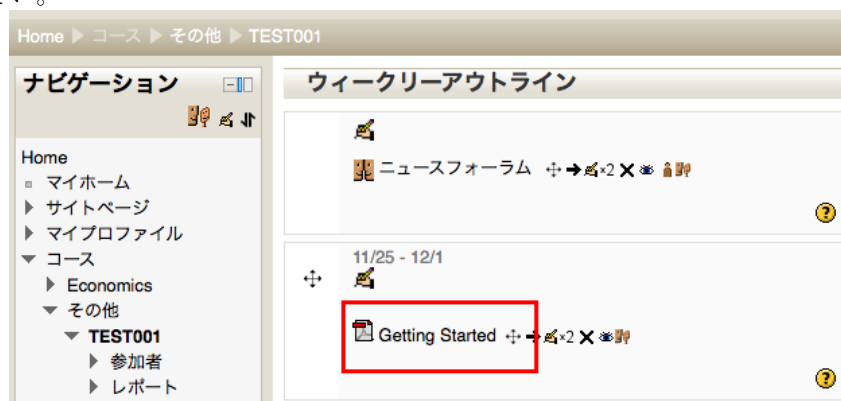 い。
Home ▶ コース ▶ その他 ▶ TEST001
ナビゲーション
Home
マイホーム
▶ サイトページ
▶ マイプロファイル
▼ コース
▶ Economics
▼ その他
▼ TEST001
▶ 参加者
▶ レポート
ウィークリーアウトライン
ニュースフォーラム ×2
?
11/25 - 12/1
Getting Started ×2
?